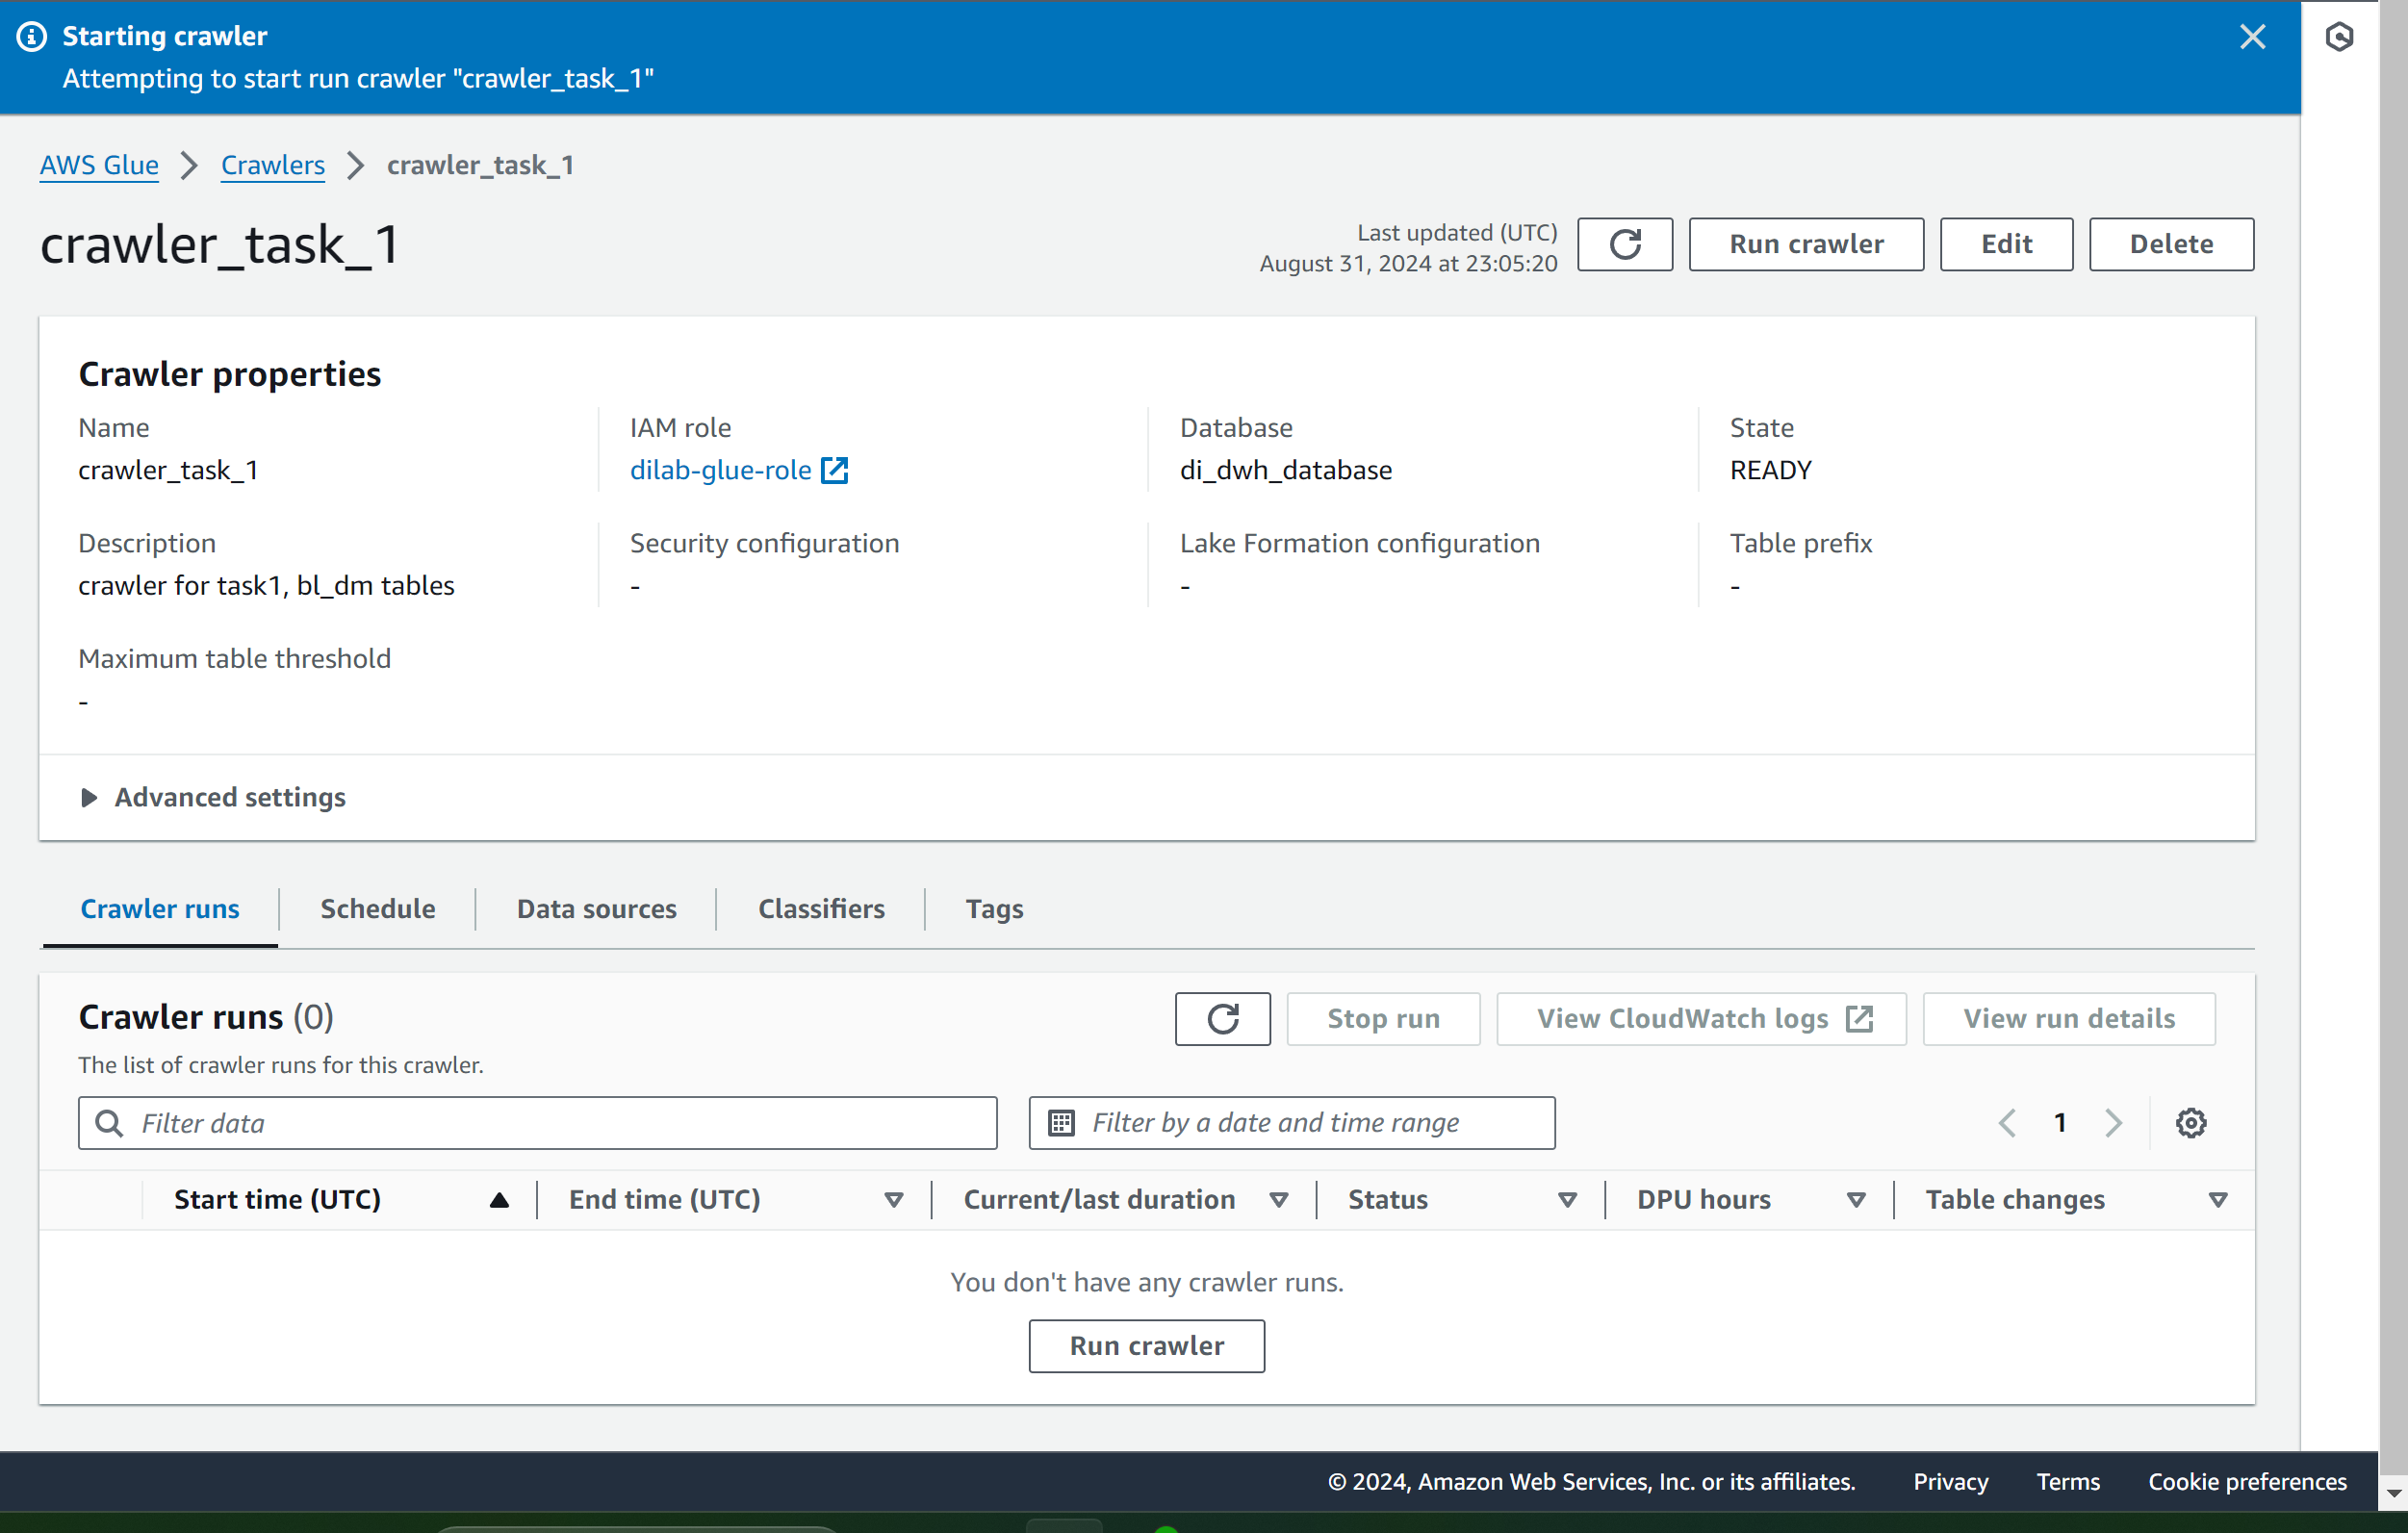 Starting crawler
Attempting to start run crawler "crawler_task_1"
AWS Glue
Crawlers
crawler_task_1
crawler_task_1
Last updated (UTC)
August 31, 2024 at 23:05:20
Run crawler
Edit
Delete
Crawler properties
Name
crawler_task_1
IAM role
dilab-glue-role
Database
di_dwh_database
State
READY
Description
crawler for task1, bl_dm tables
Security configuration
-
Lake Formation configuration
-
Table prefix
-
Maximum table threshold
-
Advanced settings
Crawler runs
Schedule
Data sources
Classifiers
Tags
Crawler runs (0)
The list of crawler runs for this crawler.
Stop run
View CloudWatch logs
View run details
Filter data
Filter by a date and time range
1
Start time (UTC)
End time (UTC)
Current/last duration
Status
DPU hours
Table changes
You don't have any crawler runs.
Run crawler
© 2024, Amazon Web Services, Inc. or its affiliates.
Privacy
Terms
Cookie preferences